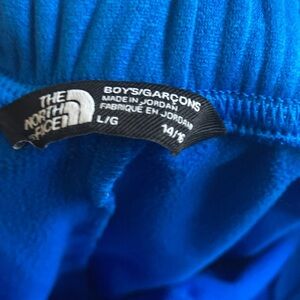 THE
NORTH
FACE
BOYS/GARÇONS
MADE IN JORDAN
FABRIQUÉ EN JORDANIE
L/G
14/16